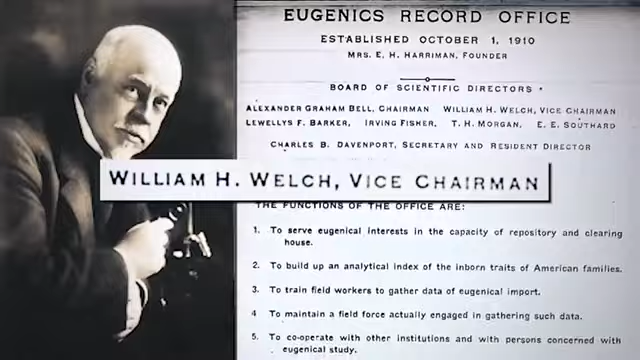 EUGENICS RECORD OFFICE
ESTABLISHED OCTOBER 1, 1910
MRS. E. H. HARRIMAN, FOUNDER
BOARD OF SCIENTIFIC DIRECTORS
ALEXANDER GRAHAM BELL, CHAIRMAN WILLIAM H. WELCH, VICE CHAIRMAN
LEWELLYS F. BARKER, IRVING FISHER, T. H. MORGAN, E. E. SOUTHARD
CHARLES B. DAVENPORT, SECRETARY AND RESIDENT DIRECTOR
WILLIAM H. WELCH, VICE CHAIRMAN
THE FUNCTIONS OF THE OFFICE ARE:
1. To serve eugenical interests in the capacity of repository and clearing
house.
2. To build up an analytical index of the inborn traits of American families.
3. To train field workers to gather data of eugenical import.
4 To maintain a field force actually engaged in gathering such data.
5. To co-operate with other institutions and with persons concerned with
eugenical study.